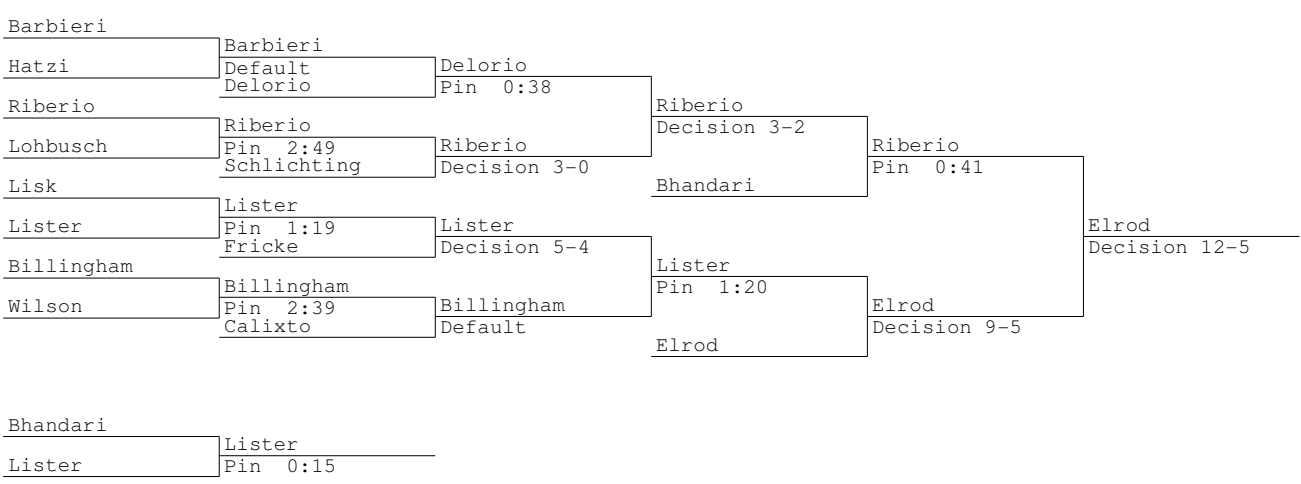 Barbieri
Barbieri
Hatzi
Default
Delorio
Delorio
Pin 0:38
Riberio
Riberio
Riberio
Decision 3-2
Lohbusch
Pin 2:49
Riberio
Riberio
Schlichting
Decision 3-0
Pin 0:41
Lisk
Bhandari
Lister
Lister
Pin 1:19
Lister
Elrod
Fricke
Decision 5-4
Decision 12-5
Billingham
Lister
Billingham
Pin 1:20
Wilson
Pin 2:39
Billingham
Elrod
Calixto
Default
Decision 9-5
Elrod
Bhandari
Lister
Lister
Pin 0:15